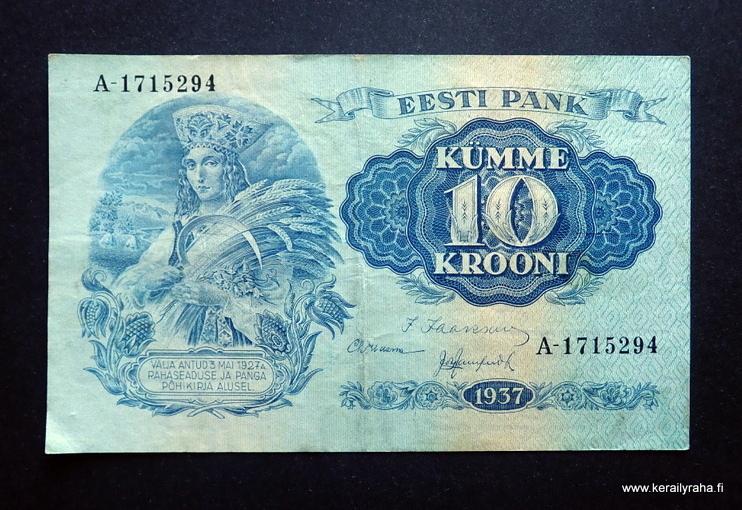 A-1715294
EESTI PANK
KÜMME
10
KROONI
VÄLJA ANTUD 3 MAI 1927 A
RAHASEADUSE JA PANGA
PÕHIKIRJA ALUSEL
A-1715294
1937
www.kerailyraha.fi